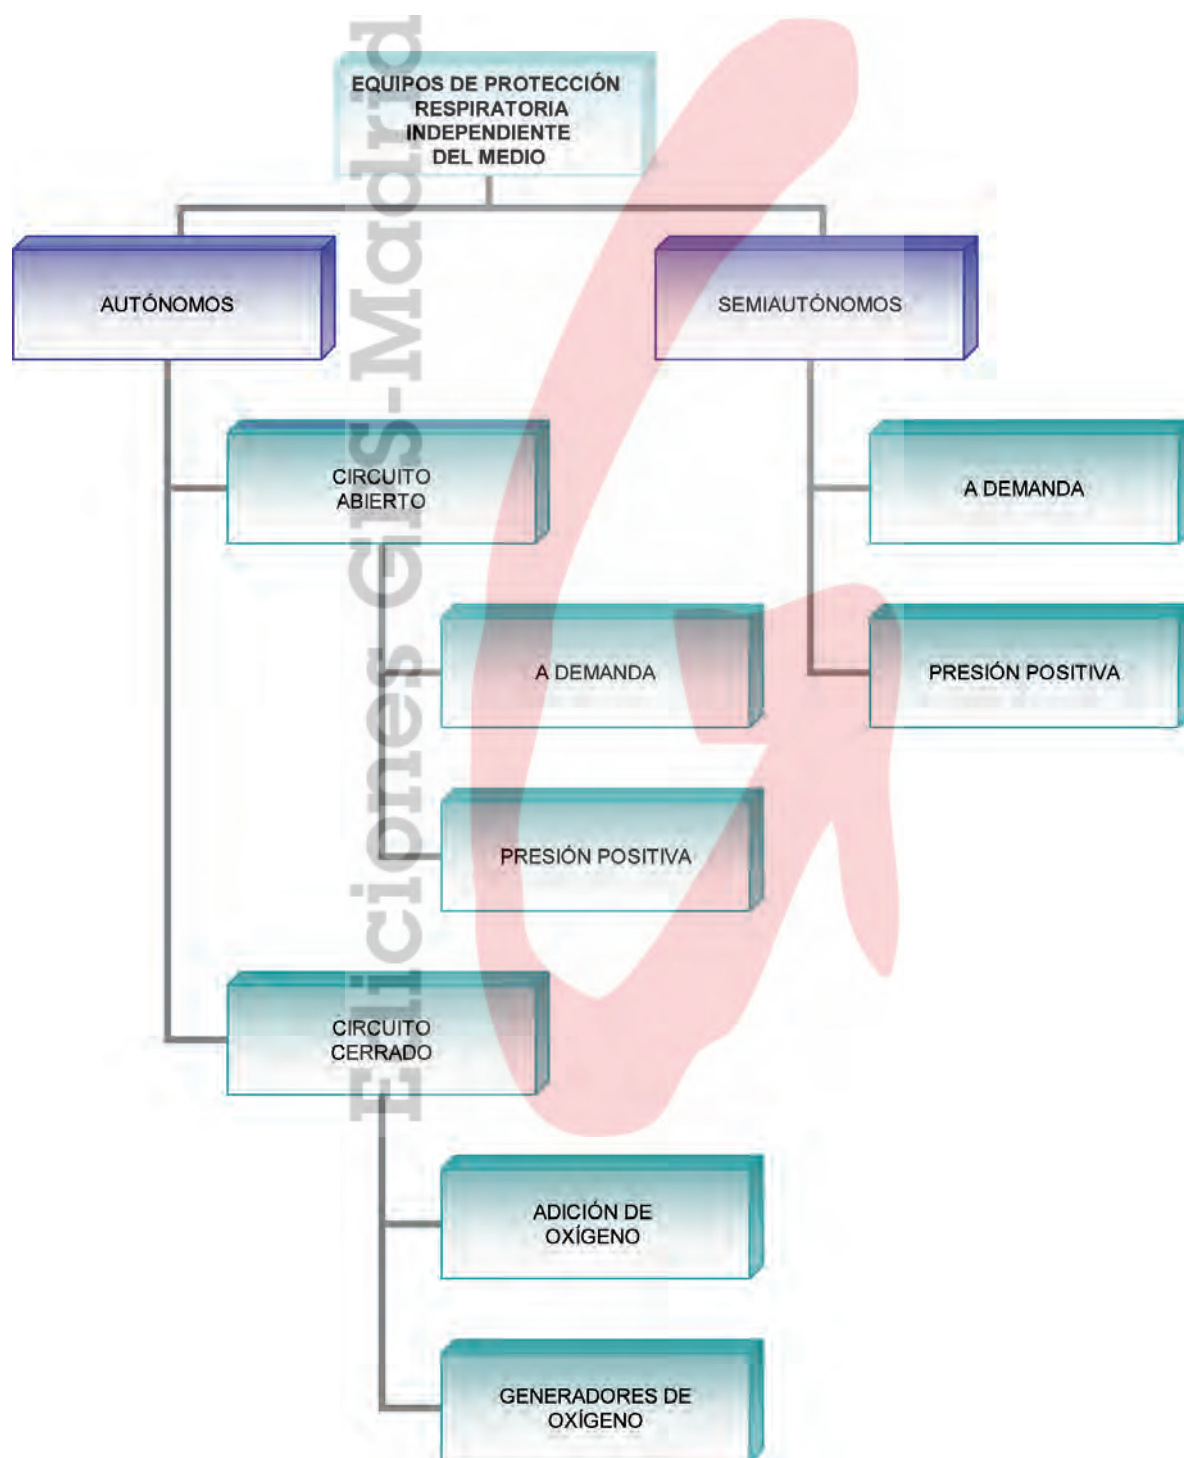 EQUIPOS DE PROTECCIÓN
RESPIRATORIA
INDEPENDIENTE
DEL MEDIO
AUTÓNOMOS
SEMIAUTÓNOMOS
CIRCUITO
ABIERTO
A DEMANDA
A DEMANDA
PRESIÓN POSITIVA
PRESIÓN POSITIVA
CIRCUITO
CERRADO
ADICIÓN DE
OXÍGENO
GENERADORES DE
OXÍGENO
Ediciones GPS-Madrid